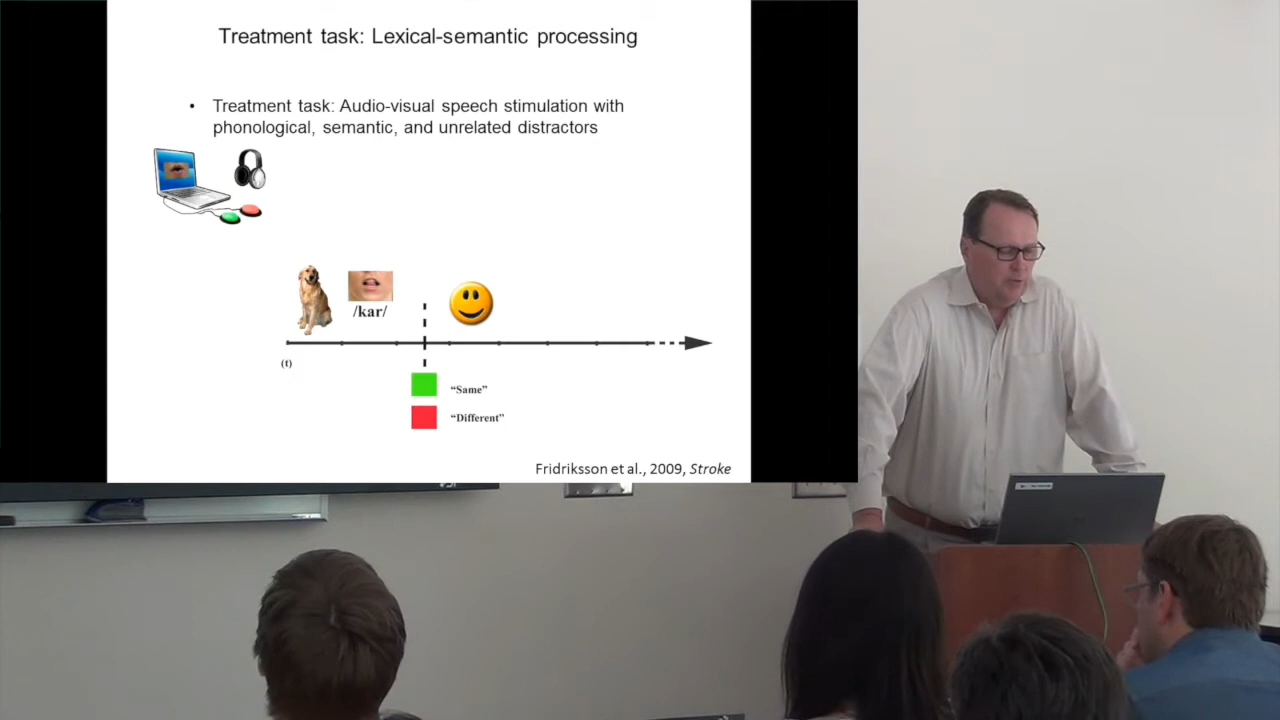 Treatment task: Lexical-semantic processing
• Treatment task: Audio-visual speech stimulation with
phonological, semantic, and unrelated distractors
/kar/
(t)
“Same”
“Different”
Fridriksson et al., 2009, Stroke